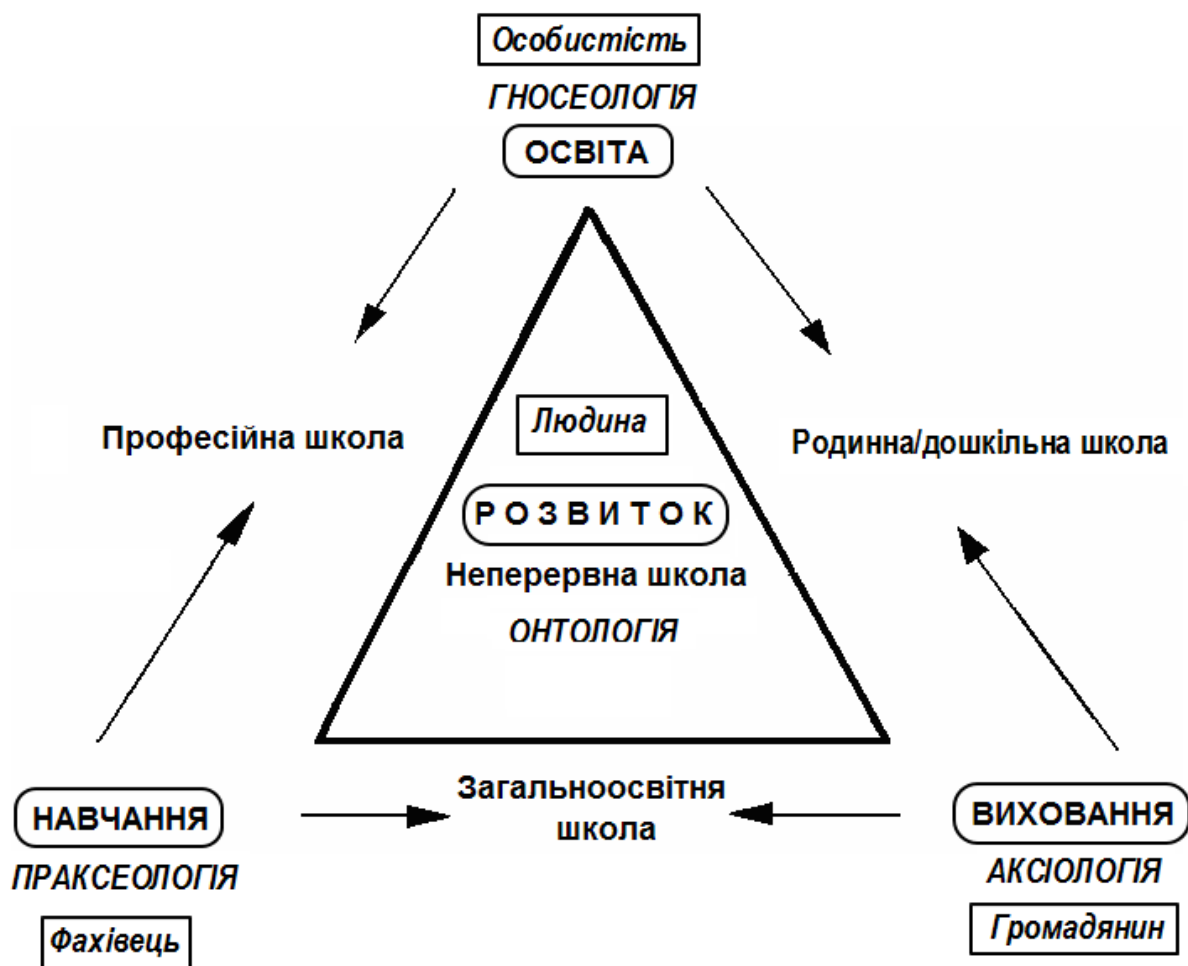 Особистість
ГНОСЕОЛОГІЯ
ОСВІТА
Людина
Професійна школа
Родинна/дошкільна школа
Р О З В И Т О К
Неперервна школа
ОНТОЛОГІЯ
Загальноосвітня
школа
НАВЧАННЯ
ПРАКСЕОЛОГІЯ
Фахівець
ВИХОВАННЯ
АКСІОЛОГІЯ
Громадянин